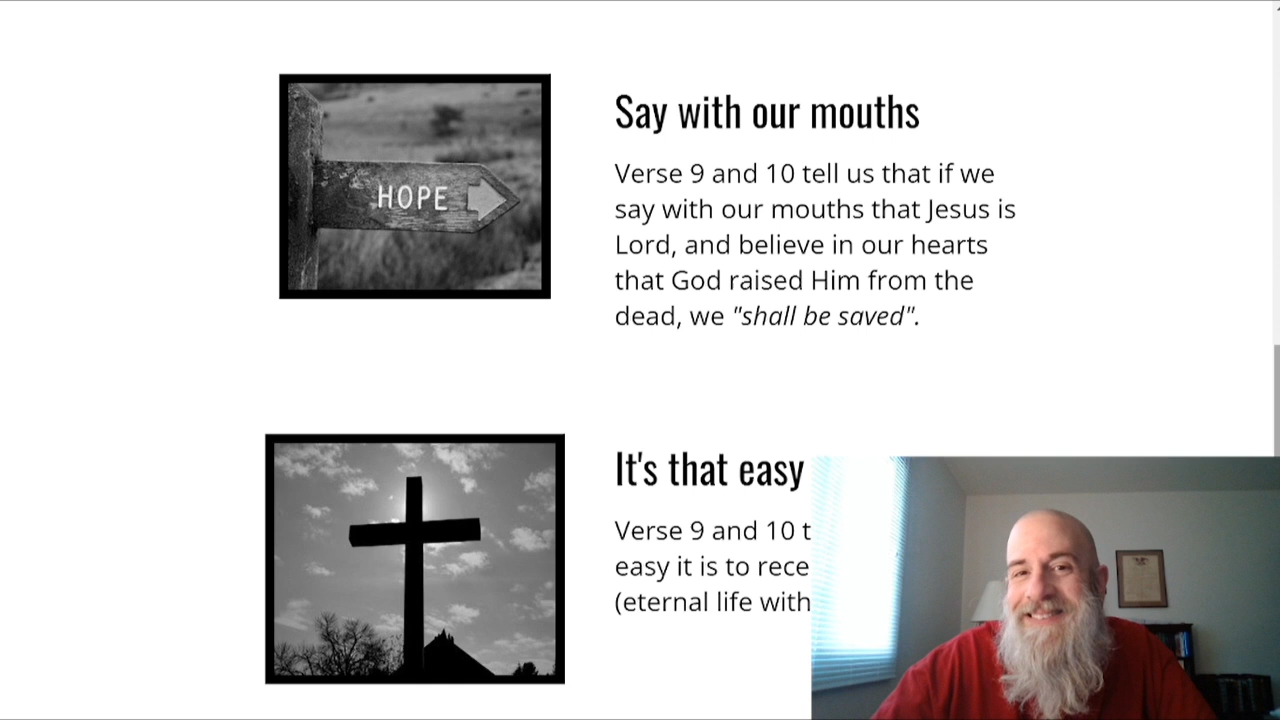 HOPE
Say with our mouths
Verse 9 and 10 tell us that if we
say with our mouths that Jesus is
Lord, and believe in our hearts
that God raised Him from the
dead, we "shall be saved".
It's that easy
Verse 9 and 10 t
easy it is to rece
(eternal life with